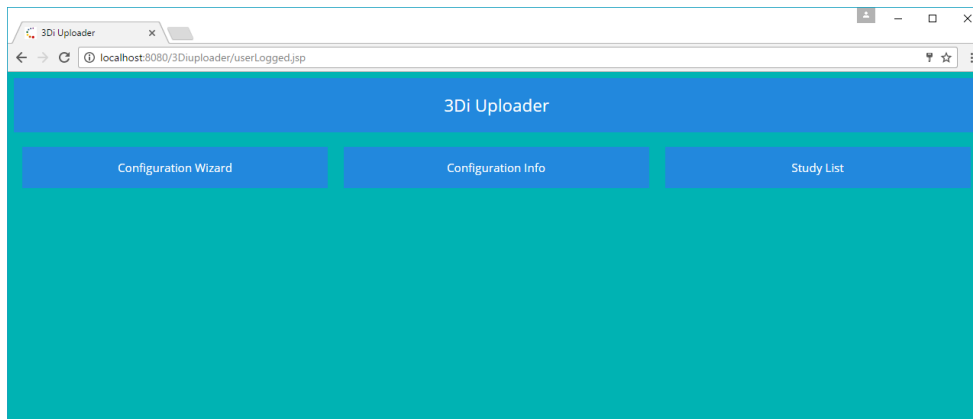 3Di Uploader
localhost:8080/3Diuploader/userLogged.jsp
3Di Uploader
Configuration Wizard
Configuration Info
Study List